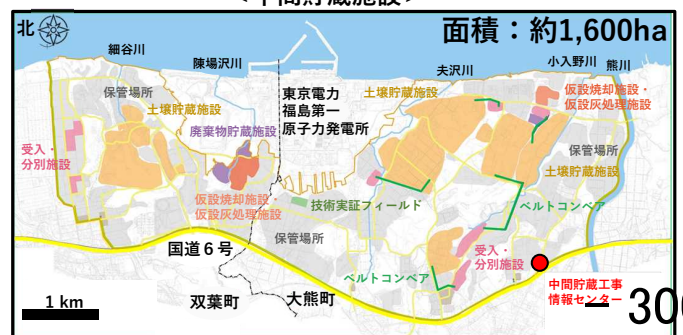 北
面積：約1,600ha
細谷川
陳場沢川
夫沢川
小入野川
熊川
保管場所
土壌貯蔵施設
廃棄物貯蔵施設
東京電力
福島第一
原子力発電所
土壌貯蔵施設
仮設焼却施設・
仮設灰処理施設
受入・
分別施設
保管場所
土壌貯蔵施設
仮設焼却施設・
仮設灰処理施設
技術実証フィールド
ベルトコンベア
保管場所
国道６号
受入・
分別施設
ベルトコンベア
中間貯蔵工事
情報センター
1 km
双葉町
大熊町